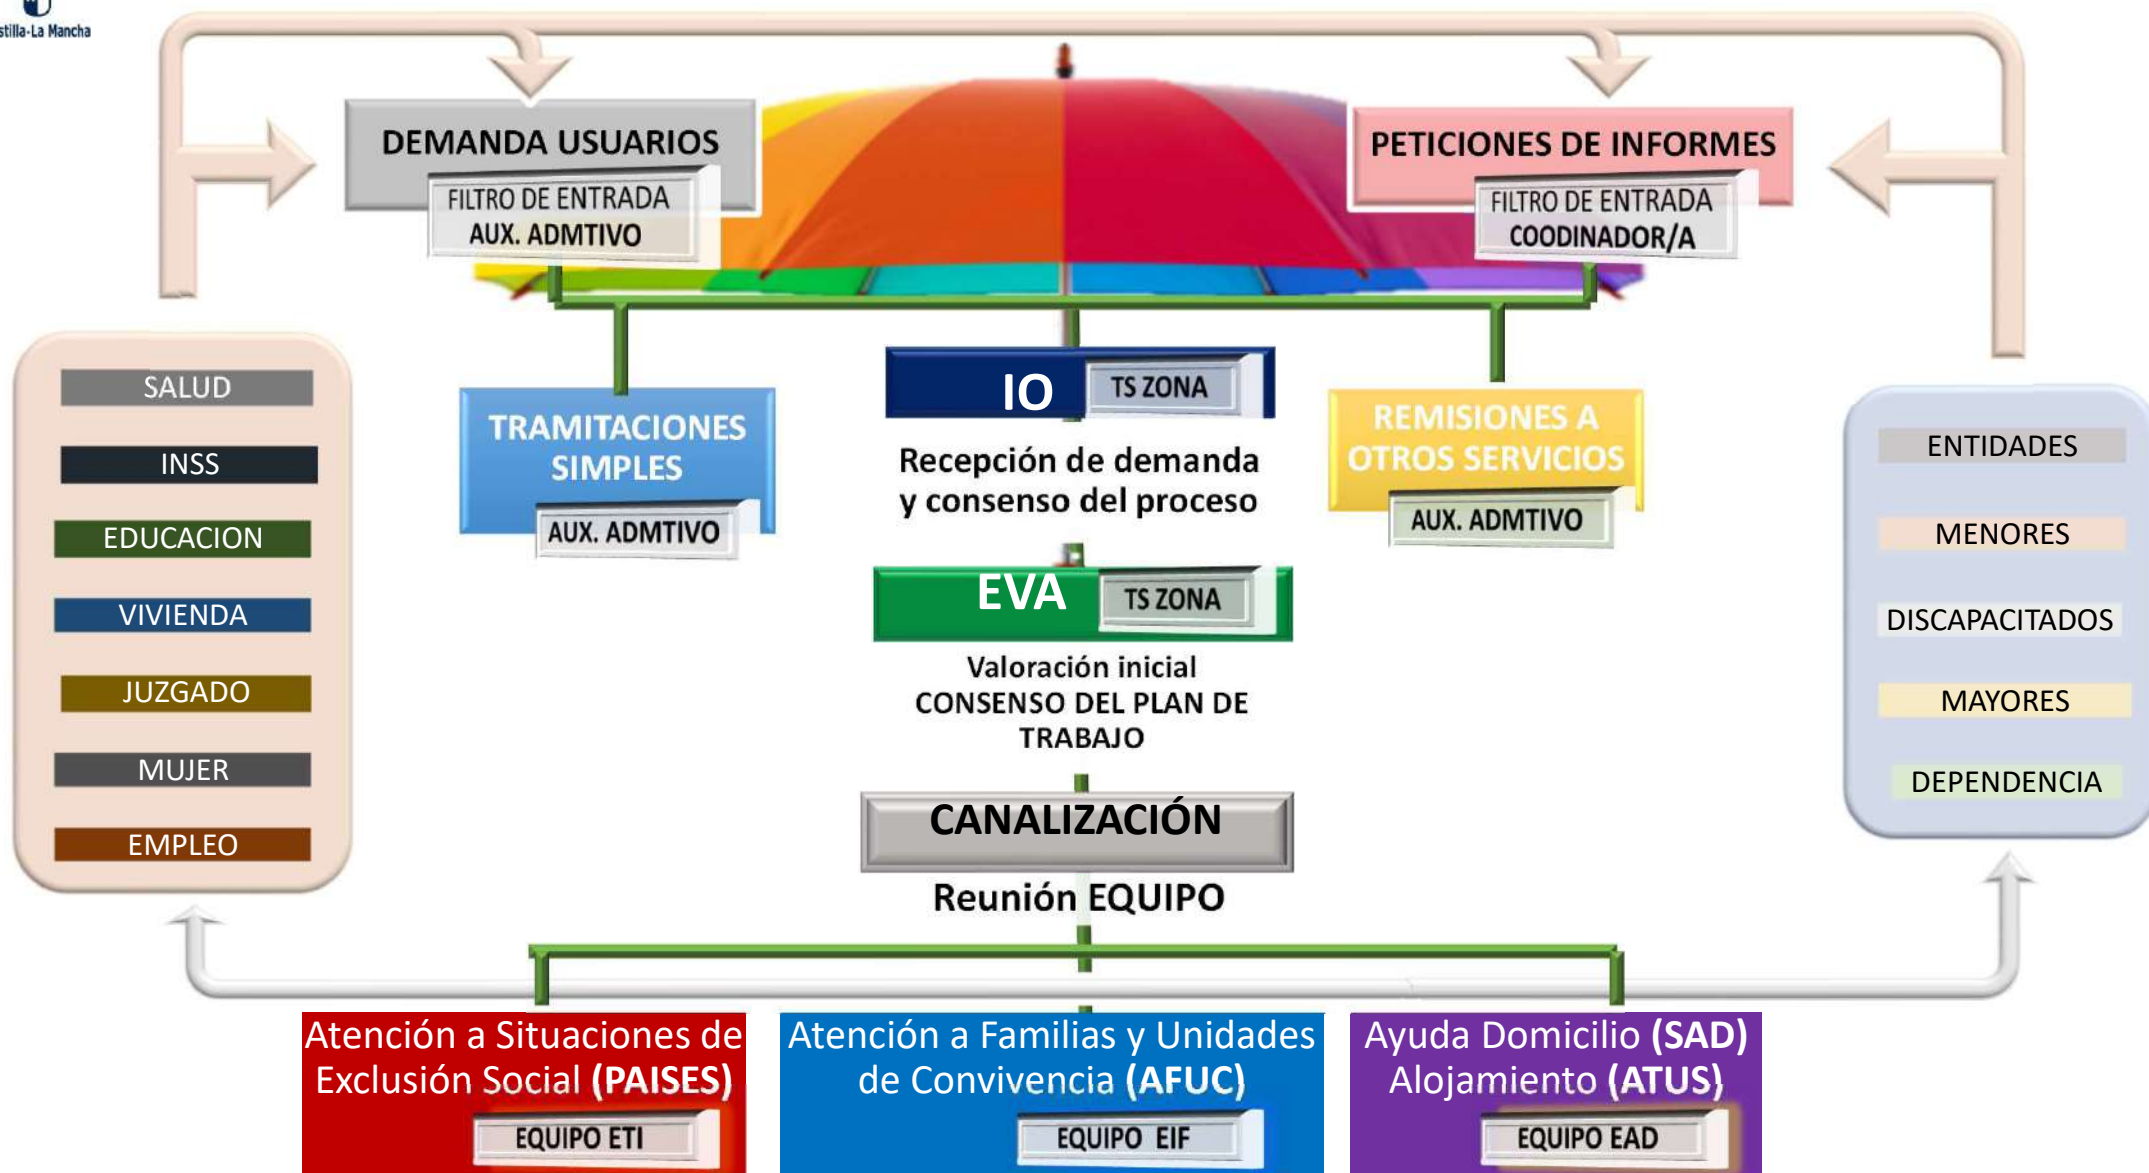 Castilla-La Mancha
DEMANDA USUARIOS
FILTRO DE ENTRADA
AUX. ADMTIVO
PETICIONES DE INFORMES
FILTRO DE ENTRADA
COODINADOR/A
SALUD
INSS
EDUCACION
VIVIENDA
JUZGADO
MUJER
EMPLEO
TRAMITACIONES
SIMPLES
AUX. ADMTIVO
IO
TS ZONA
Recepción de demanda
y consenso del proceso
EVA
TS ZONA
Valoración inicial
CONSENSO DEL PLAN DE
TRABAJO
CANALIZACIÓN
Reunión EQUIPO
REMISIONES A
OTROS SERVICIOS
AUX. ADMTIVO
ENTIDADES
MENORES
DISCAPACITADOS
MAYORES
DEPENDENCIA
Atención a Situaciones de
Exclusión Social (PAISES)
EQUIPO ETI
Atención a Familias y Unidades
de Convivencia (AFUC)
EQUIPO EIF
Ayuda Domicilio (SAD)
Alojamiento (ATUS)
EQUIPO EAD